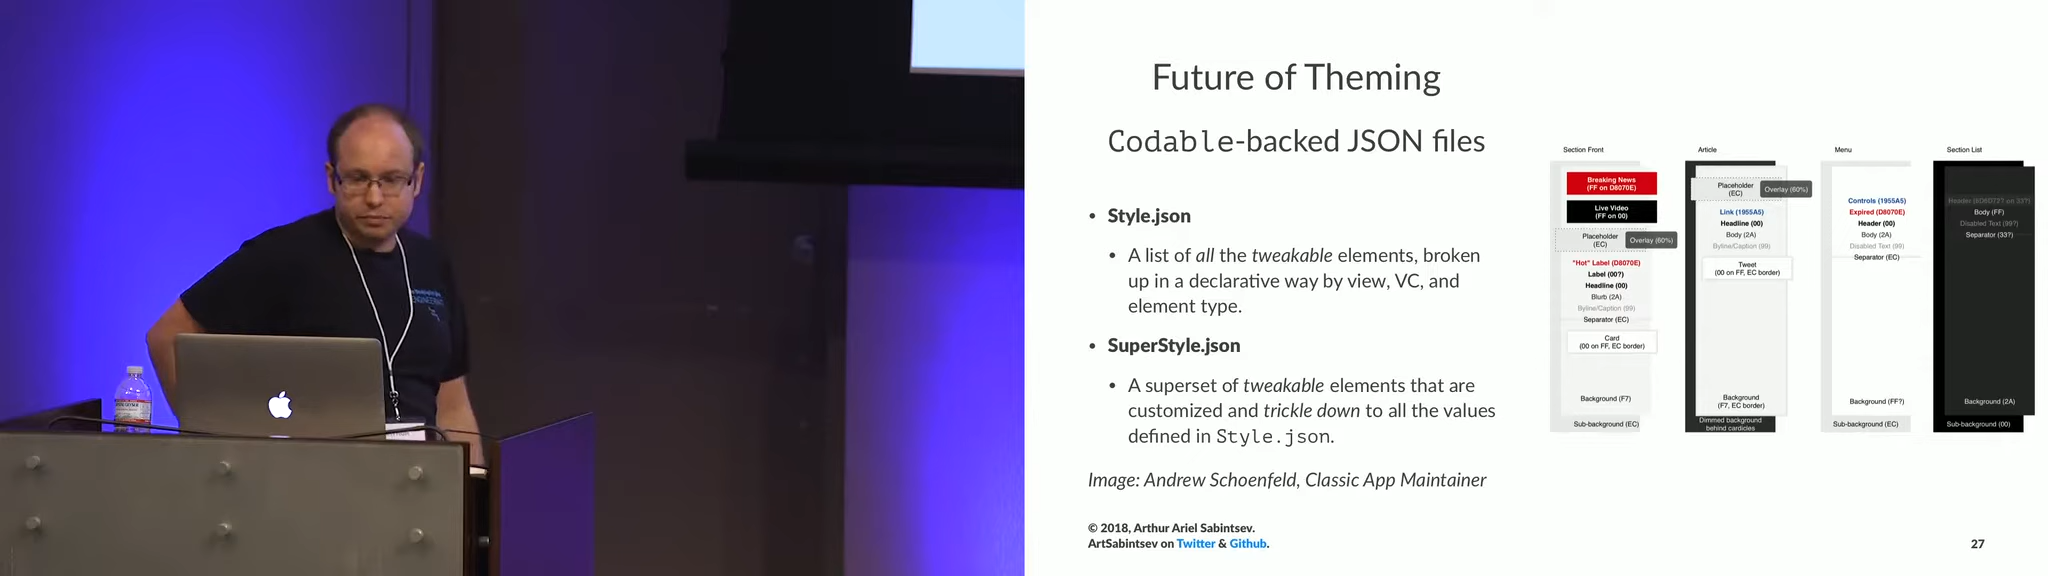 Future of Theming
Codable-backed JSON files
• Style.json
• A list of all the tweakable elements, broken
up in a declarative way by view, VC, and
element type.
• SuperStyle.json
• A superset of tweakable elements that are
customized and trickle down to all the values
defined in Style.json.
Image: Andrew Schoenfeld, Classic App Maintainer
© 2018, Arthur Ariel Sabintsev.
ArtSabintsev on Twitter & Github.
27
Section Front
Breaking News
(FF on D8070E)
Live Video
(FF on 00)
Placeholder
(EC)
Overlay (60%)
"Hot" Label (D8070E)
Label (00?)
Headline (00)
Blurb (2A)
Byline/Caption (99)
Separator (EC)
Card
(00 on FF, EC border)
Background (F7)
Sub-background (EC)
Article
Placeholder
(EC)
Overlay (60%)
Link (1955A5)
Headline (00)
Body (2A)
Byline/Caption (99)
Tweet
(00 on FF, EC border)
Background
(F7, EC border)
Dimmed background
behind cardicles
Menu
Controls (1955A5)
Expired (D8070E)
Header (00)
Body (2A)
Disabled Text (99)
Separator (EC)
Background (FF?)
Sub-background (EC)
Section List
Body (FF)
Disabled Text (99?)
Separator (33?)
Background (2A)
Sub-background (00)